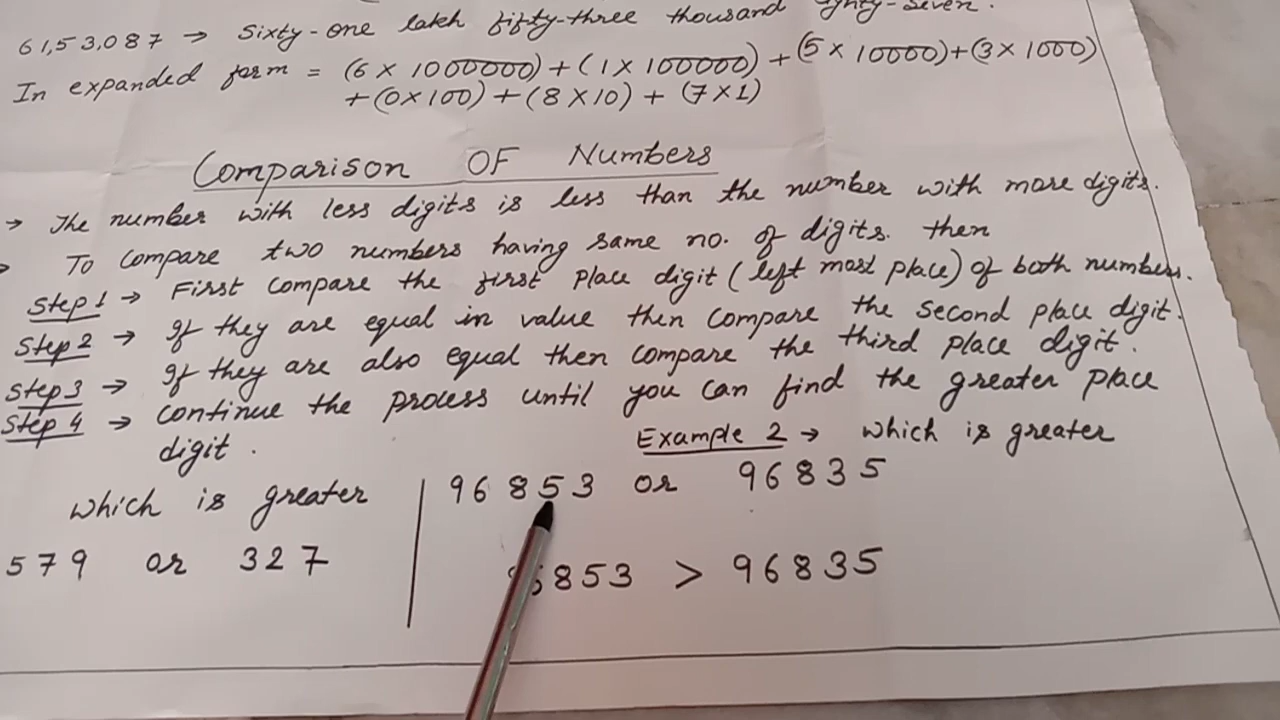 61,53,087 → Sixty-one lakh fifty-three thousand eighty-seven.
In expanded form = (6 × 1000000) + (1 × 100000) + (5 × 10000) + (3 × 1000)
+ (0 × 100) + (8 × 10) + (7 × 1)
Comparison OF Numbers
→ The number with less digits is less than the number with more digits.
To compare two numbers having same no. of digits. then
Step 1 → First compare the first place digit (left most place) of both numbers.
Step 2 → If they are equal in value then compare the second place digit.
Step 3 → If they are also equal then compare the third place digit.
Step 4 → continue the process until you can find the greater place
digit.
which is greater
579 or 327
Example 2 → which is greater
96853 or 96835
6853 > 96835